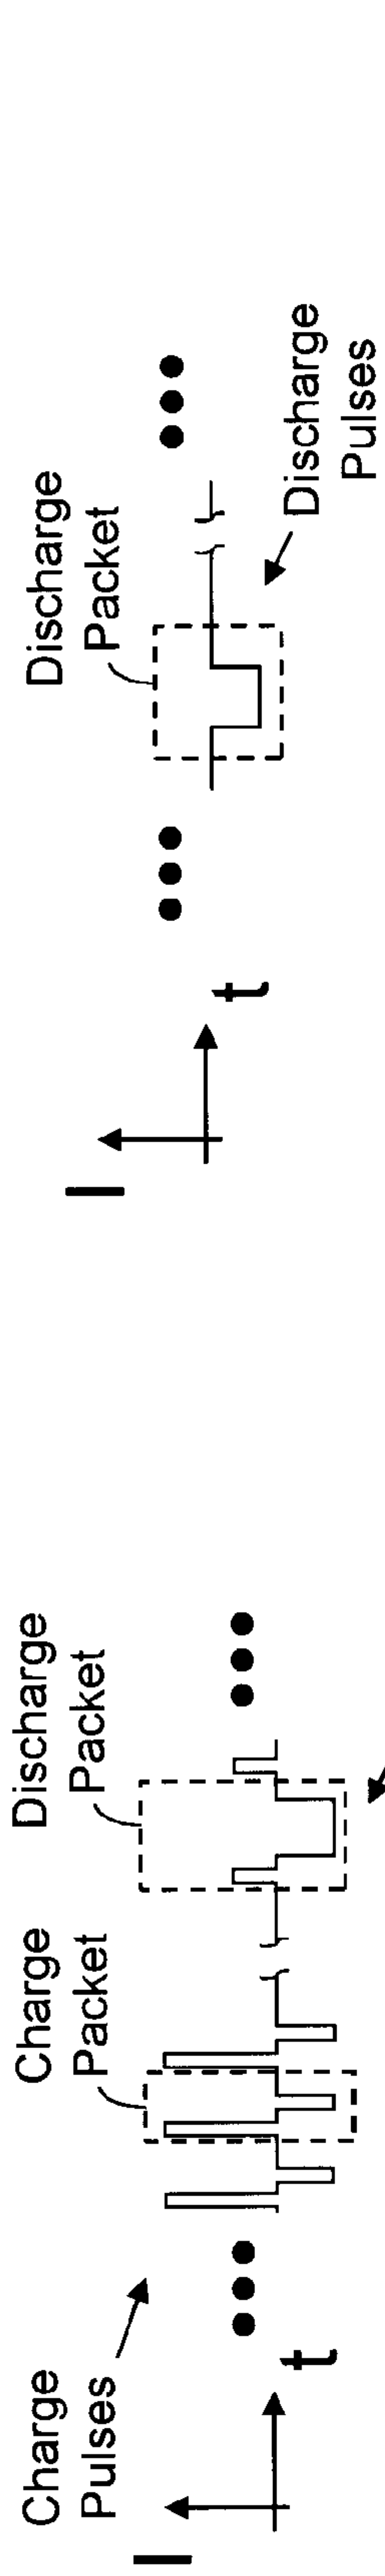 I
Charge
Pulses
t
Charge
Packet
Discharge
Packet
I
t
Discharge
Packet
Discharge
Pulses